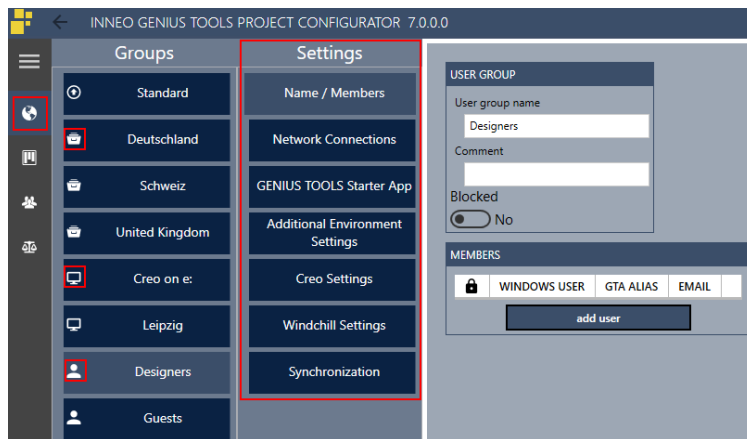 INNEO GENIUS TOOLS PROJECT CONFIGURATOR 7.0.0.0
Groups
Standard
Deutschland
Schweiz
United Kingdom
Creo on e:
Leipzig
Designers
Guests
Settings
Name / Members
Network Connections
GENIUS TOOLS Starter App
Additional Environment
Settings
Creo Settings
Windchill Settings
Synchronization
USER GROUP
User group name
Designers
Comment
Blocked
No
MEMBERS
WINDOWS USER GTA ALIAS EMAIL
add user